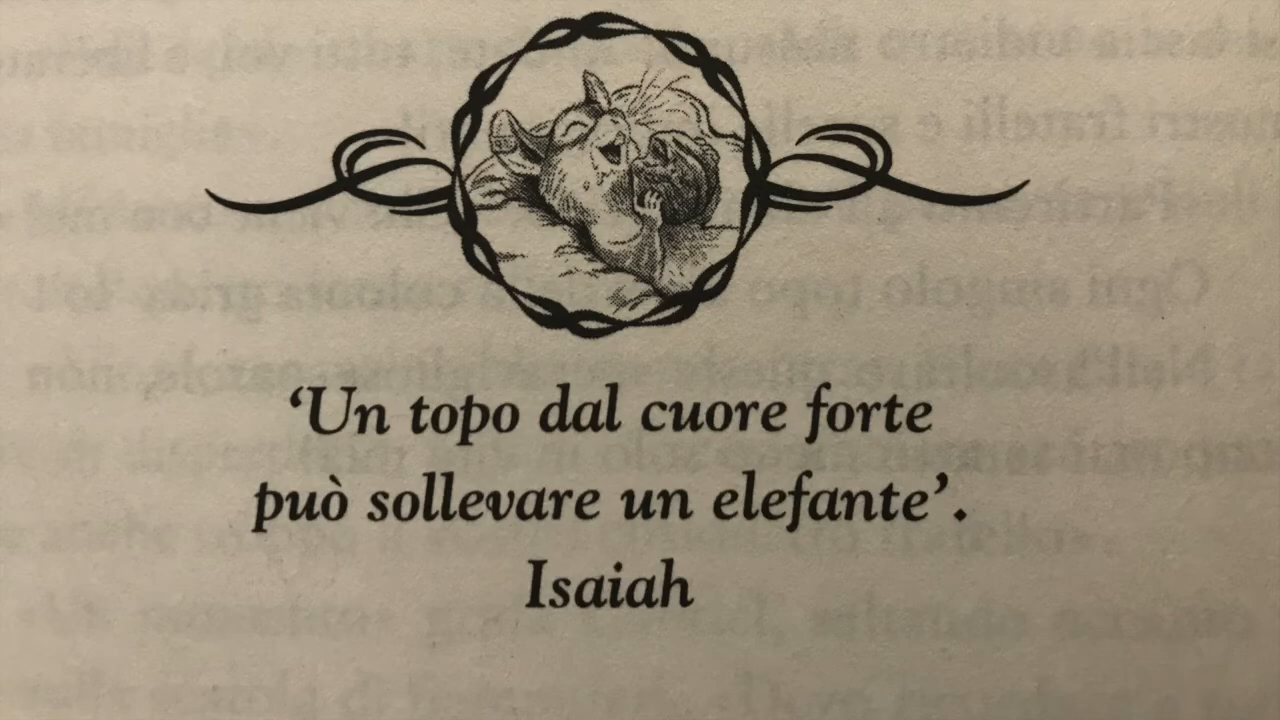 ‘Un topo dal cuore forte
può sollevare un elefante’.
Isaiah